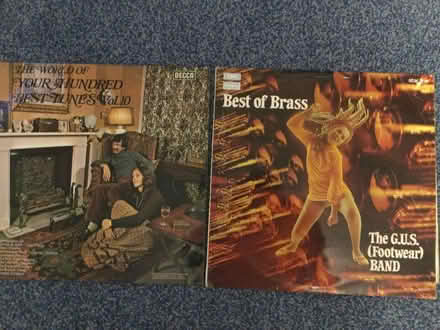 THE WORLD OF
YOUR HUNDRED
BEST TUNES Vol.10
DECCA
Best of Brass
The G.U.S.
(Footwear)
BAND